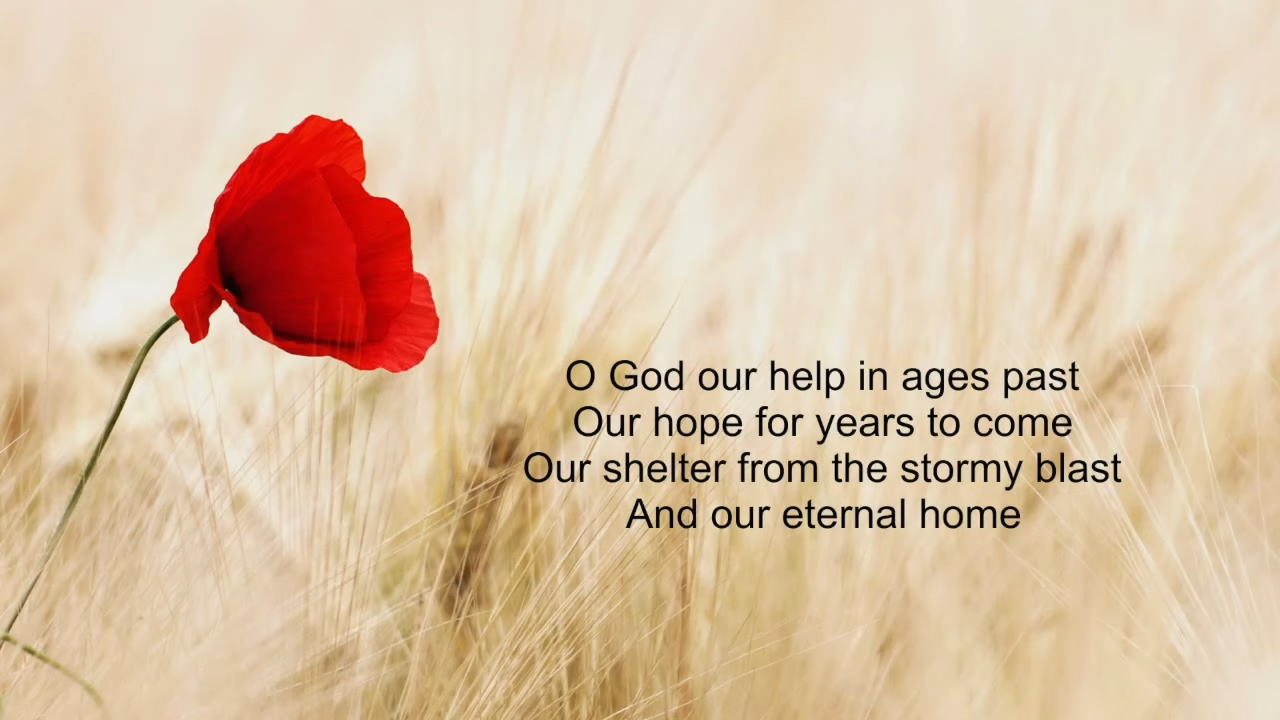 O God our help in ages past
Our hope for years to come
Our shelter from the stormy blast
And our eternal home